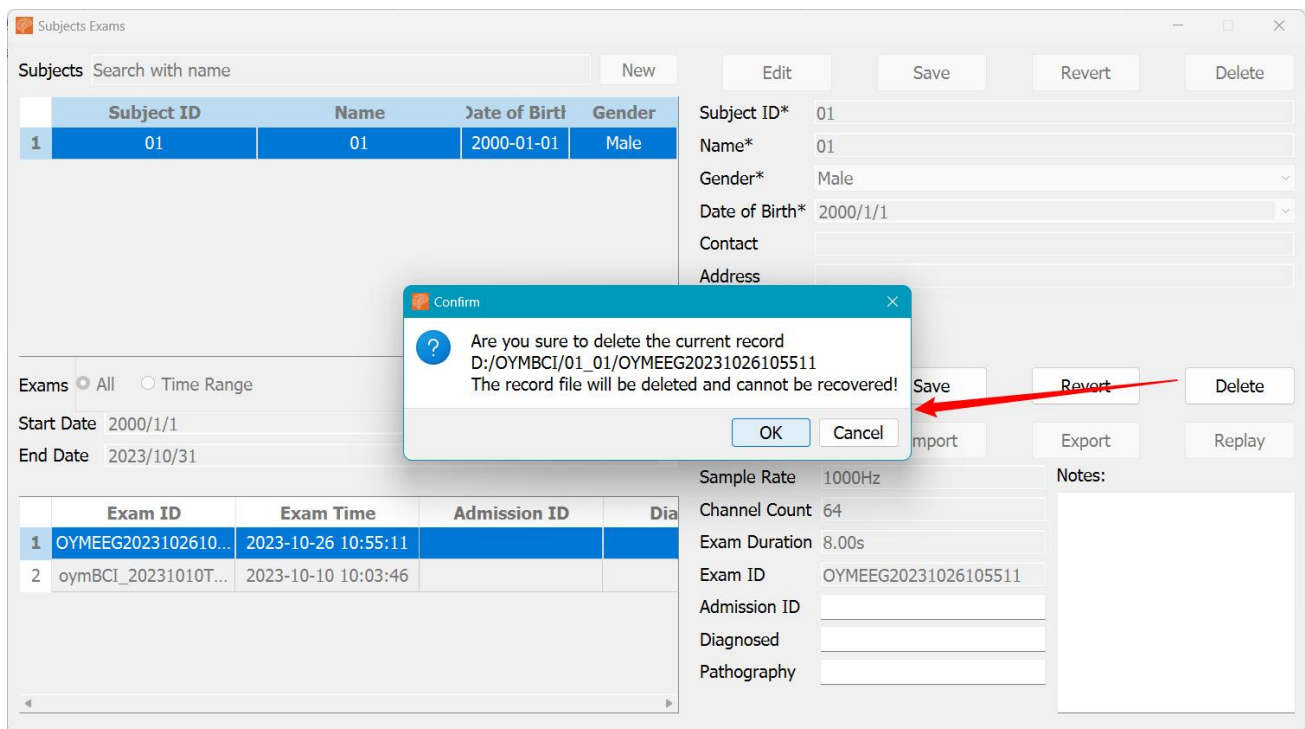 Subjects Exams
Subjects Search with name New
Edit Save Revert Delete
Subject ID Name Date of Birth Gender
1 01 01 2000-01-01 Male
Subject ID* 01
Name* 01
Gender* Male
Date of Birth* 2000/1/1
Contact
Address
Confirm
Are you sure to delete the current record
D:/OYMBCI/01_01/OYMEEG20231026105511
The record file will be deleted and cannot be recovered!
OK Cancel
Exams All Time Range
Start Date 2000/1/1
End Date 2023/10/31
Save Revert Delete
mport Export Replay
Exam ID Exam Time Admission ID Dia
1 OYMEEG2023102610... 2023-10-26 10:55:11
2 oymBCI_20231010T... 2023-10-10 10:03:46
Sample Rate 1000Hz
Channel Count 64
Exam Duration 8.00s
Exam ID OYMEEG20231026105511
Admission ID
Diagnosed
Pathography
Notes: